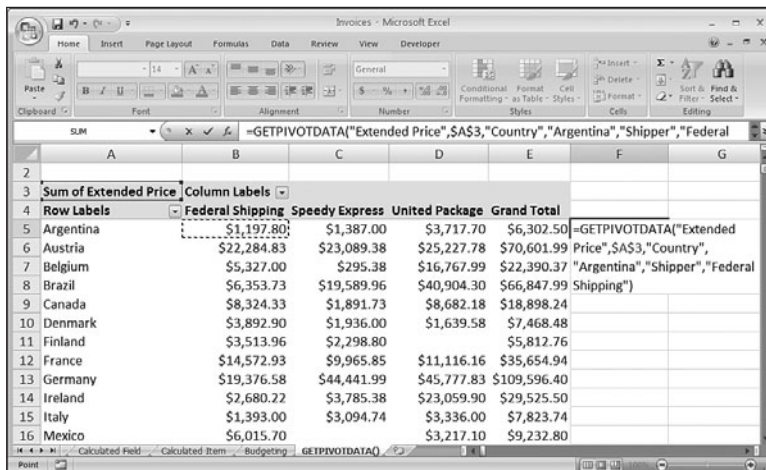 Invoices - Microsoft Excel
Home Insert Page Layout Formulas Data Review View Developer
Paste
14
B I U
General
$ % ,
Conditional Formatting
Format as Table
Cell Styles
Insert
Delete
Format
Σ
Sort & Filter
Find & Select
Clipboard Font Alignment Number Styles Cells Editing
SUM =GETPIVOTDATA("Extended Price",$A$3,"Country","Argentina","Shipper","Federal
A B C D E F G
2
3 Sum of Extended Price Column Labels
4 Row Labels Federal Shipping Speedy Express United Package Grand Total
5 Argentina $1,197.80 $1,387.00 $3,717.70 $6,302.50 =GETPIVOTDATA("Extended
6 Austria $22,284.83 $23,089.38 $25,227.78 $70,601.99 Price",$A$3,"Country",
7 Belgium $5,327.00 $295.38 $16,767.99 $22,390.37 "Argentina","Shipper","Federal
8 Brazil $6,353.73 $19,589.96 $40,904.30 $66,847.99 Shipping")
9 Canada $8,324.33 $1,891.73 $8,682.18 $18,898.24
10 Denmark $3,892.90 $1,936.00 $1,639.58 $7,468.48
11 Finland $3,513.96 $2,298.80 $5,812.76
12 France $14,572.93 $9,965.85 $11,116.16 $35,654.94
13 Germany $19,376.58 $44,441.99 $45,777.83 $109,596.40
14 Ireland $2,680.22 $3,785.38 $23,059.90 $29,525.50
15 Italy $1,393.00 $3,094.74 $3,336.00 $7,823.74
16 Mexico $6,015.70 $3,217.10 $9,232.80
Calculated Field Calculated Item Budgeting GETPIVOTDATA()
Point 100%